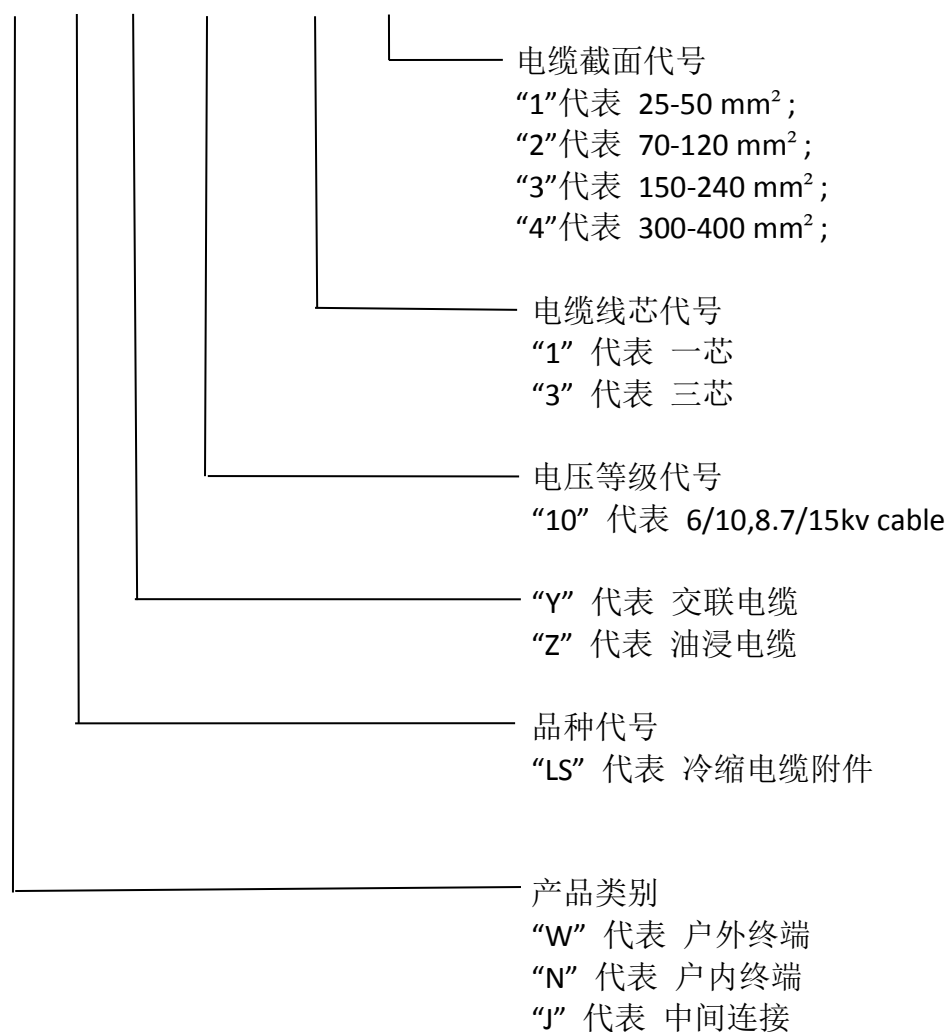 电缆截面代号
“1”代表 25-50 mm²;
“2”代表 70-120 mm²;
“3”代表 150-240 mm²;
“4”代表 300-400 mm²;
电缆线芯代号
“1” 代表 一芯
“3” 代表 三芯
电压等级代号
“10” 代表 6/10,8.7/15kv cable
“Y” 代表 交联电缆
“Z” 代表 油浸电缆
品种代号
“LS” 代表 冷缩电缆附件
产品类别
“W” 代表 户外终端
“N” 代表 户内终端
“J” 代表 中间连接